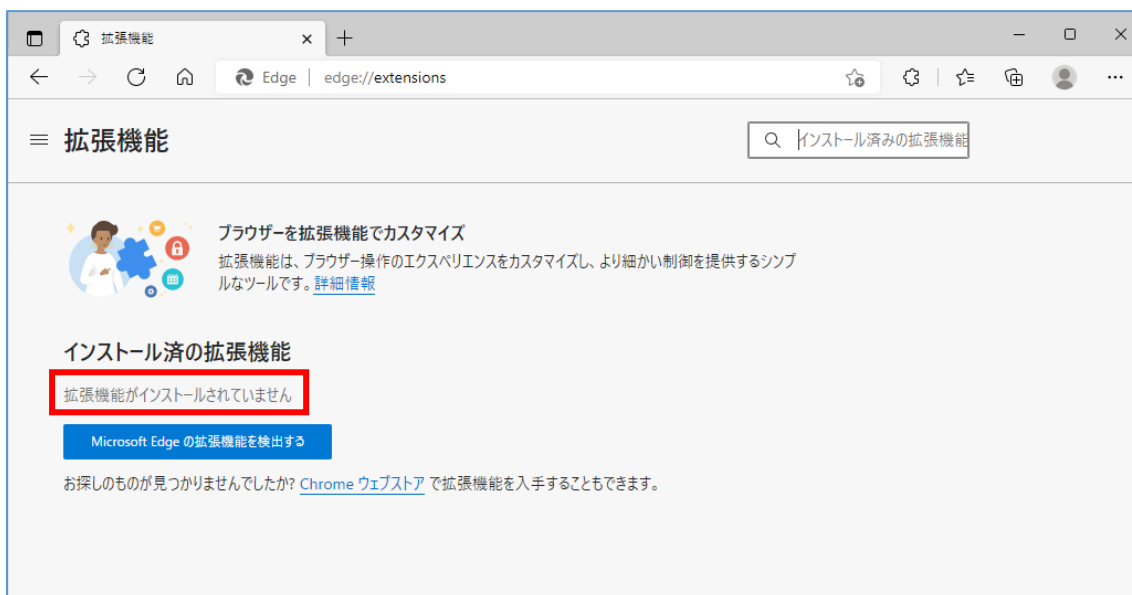 拡張機能
Edge | edge://extensions
拡張機能
インストール済みの拡張機能
ブラウザーを拡張機能でカスタマイズ
拡張機能は、ブラウザー操作のエクスペリエンスをカスタマイズし、より細かい制御を提供するシンプ
ルなツールです。詳細情報
インストール済の拡張機能
拡張機能がインストールされていません
Microsoft Edge の拡張機能を検出する
お探しのものが見つかりませんでしたか? Chrome ウェブストア で拡張機能を入手することもできます。